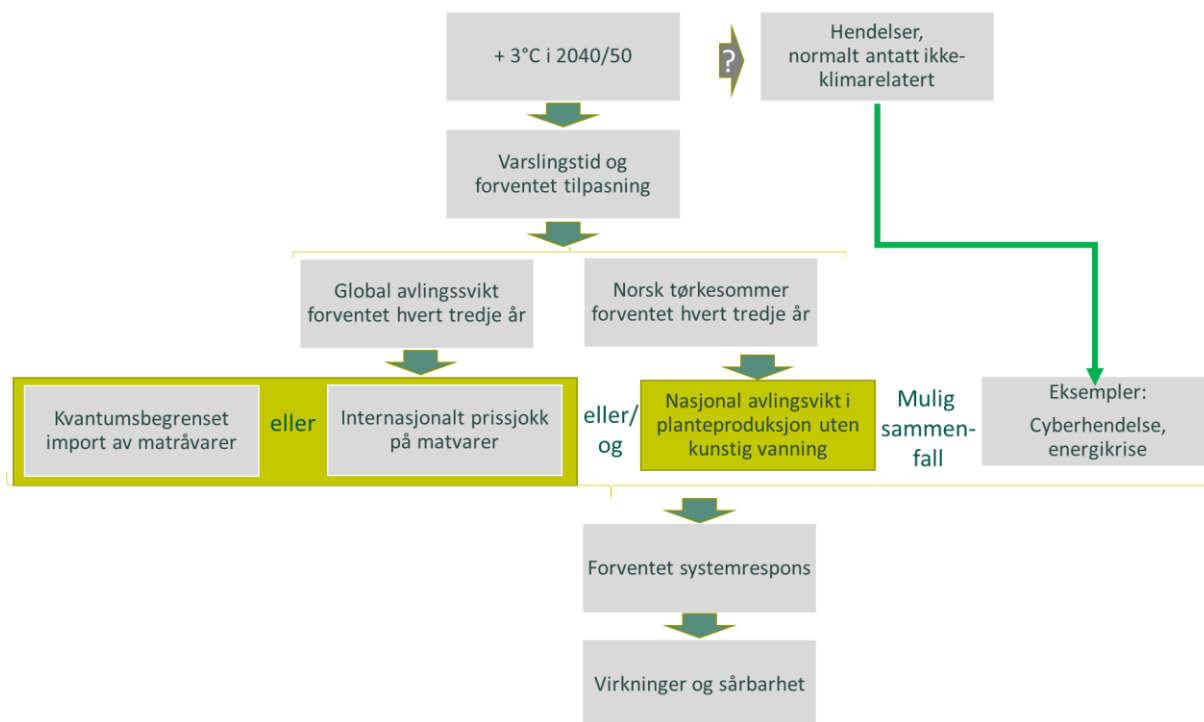 + 3°C i 2040/50
?
Hendelser,
normalt antatt ikke-
klimarelatert
Varslingstid og
forventet tilpasning
Global avlingssvikt
forventet hvert tredje år
Norsk tørkesommer
forventet hvert tredje år
Kvantumsbegrenset
import av matråvarer
eller
Internasjonalt prissjokk
på matvarer
eller/
og
Nasjonal avlingsvikt i
planteproduksjon uten
kunstig vanning
Mulig
sammen-
fall
Eksempler:
Cyberhendelse,
energikrise
Forventet systemrespons
Virkninger og sårbarhet